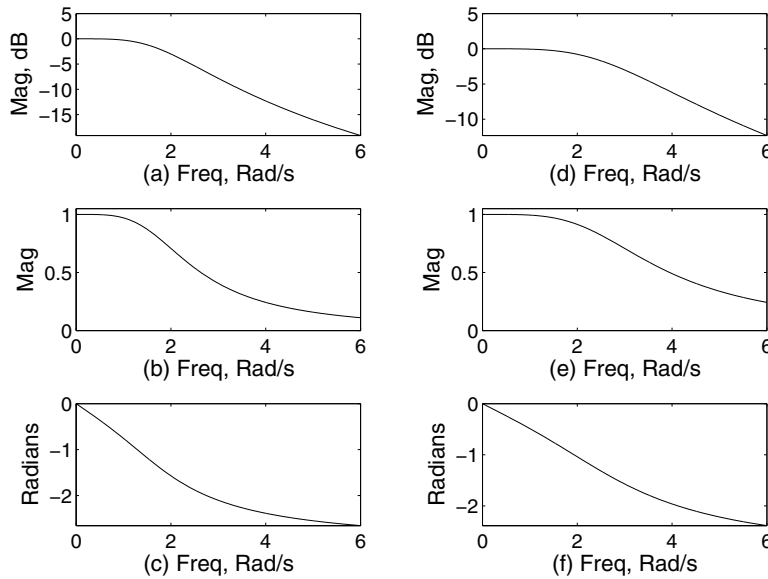 5
0
−5
−10
−15
Mag, dB
0 2 4 6
(a) Freq, Rad/s
5
0
−5
−10
Mag, dB
0 2 4 6
(d) Freq, Rad/s
1
0.5
0
Mag
0 2 4 6
(b) Freq, Rad/s
1
0.5
0
Mag
0 2 4 6
(e) Freq, Rad/s
0
−1
−2
Radians
0 2 4 6
(c) Freq, Rad/s
0
−1
−2
Radians
0 2 4 6
(f) Freq, Rad/s